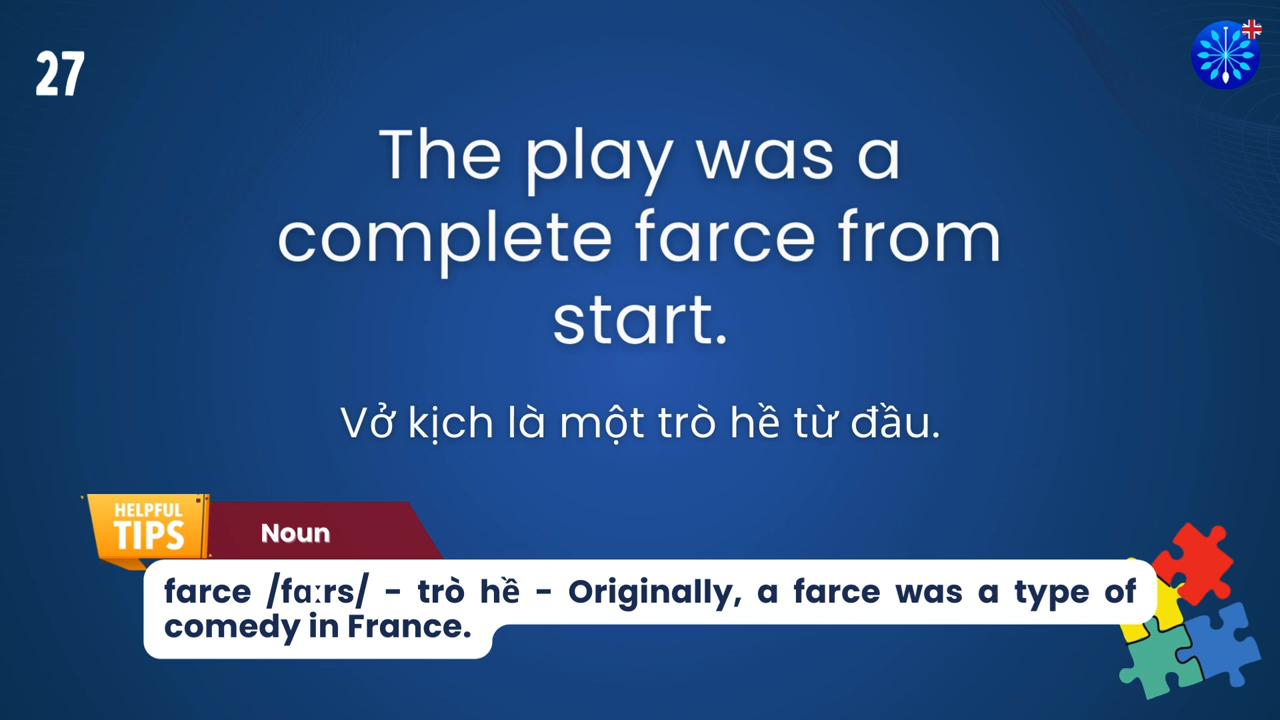 27
The play was a
complete farce from
start.
Vở kịch là một trò hề từ đầu.
HELPFUL
TIPS
Noun
farce /fɑːrs/ - trò hề - Originally, a farce was a type of
comedy in France.